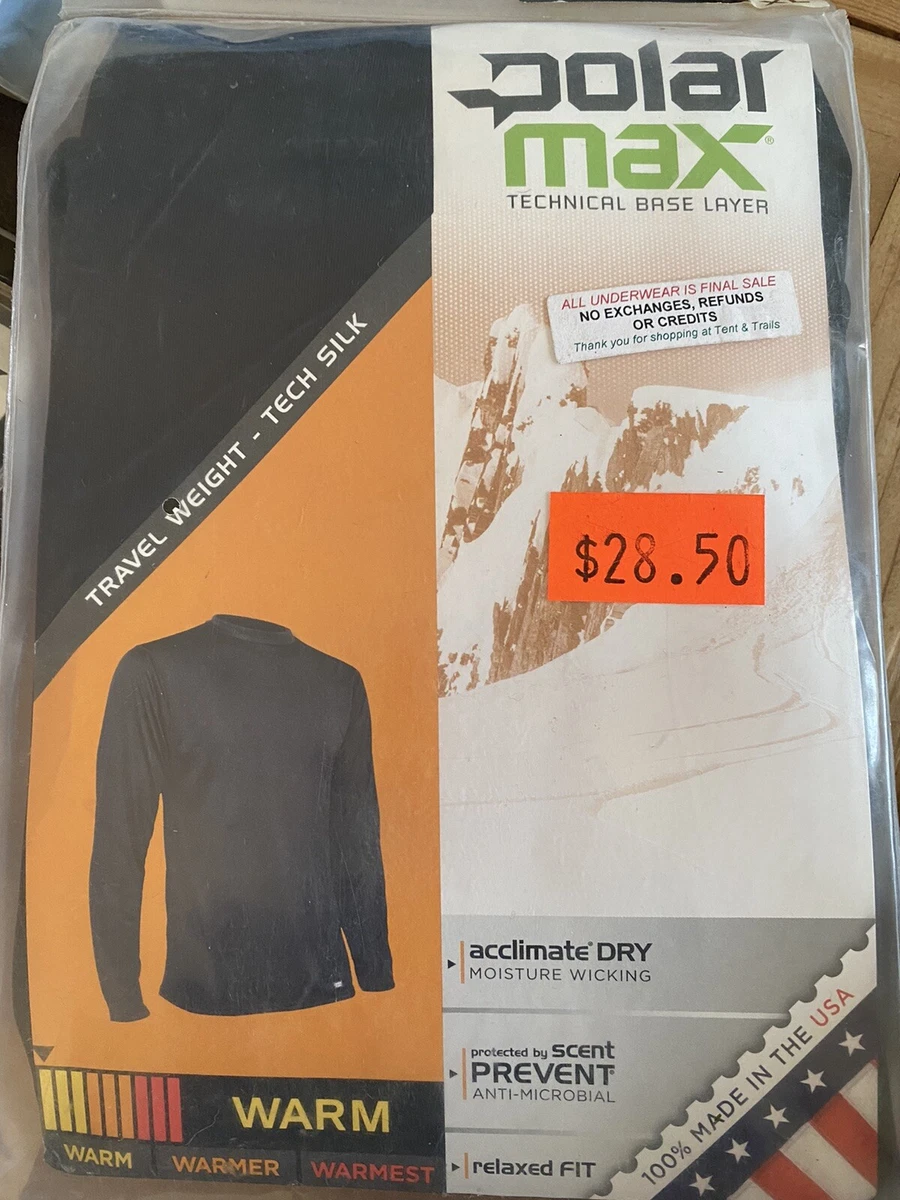 polar
max®
TECHNICAL BASE LAYER
ALL UNDERWEAR IS FINAL SALE
NO EXCHANGES, REFUNDS
OR CREDITS
Thank you for shopping at Tent & Trails
TRAVEL WEIGHT - TECH SILK
$28.50
acclimate® DRY
MOISTURE WICKING
protected by scent
PREVENT®
ANTI-MICROBIAL
relaxed FIT
100% MADE IN THE USA
WARM
WARM
WARMER
WARMEST